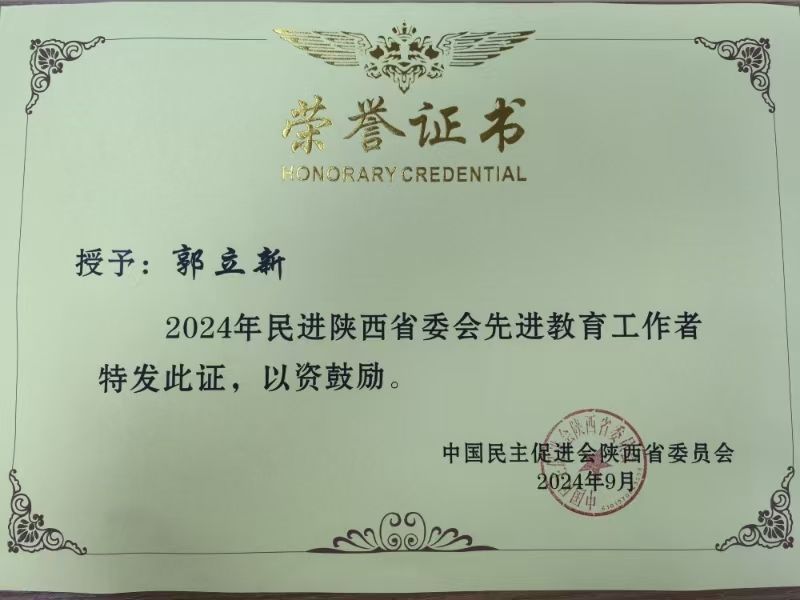 荣誉证书
HONORARY CREDENTIAL
授予：郭立新
2024年民进陕西省委会先进教育工作者
特发此证，以资鼓励。
中国民主促进会陕西省委员会
2024年9月